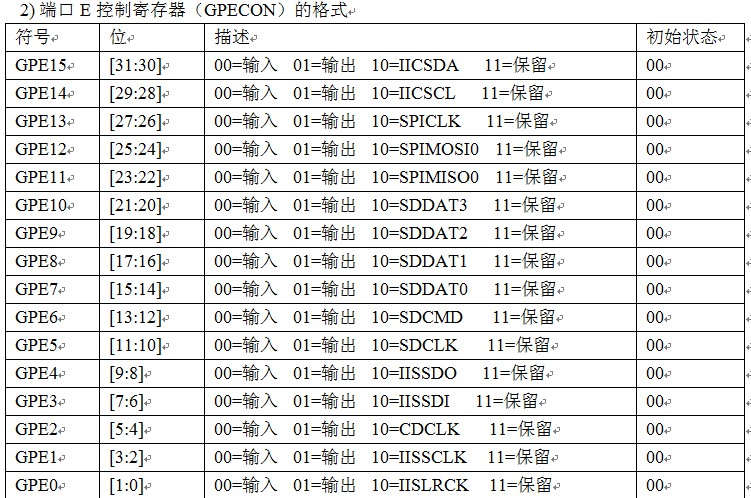 2) 端口 E 控制寄存器（GPECON）的格式
符号 位 描述 初始状态
GPE15 [31:30] 00=输入 01=输出 10=IICSDA 11=保留 00
GPE14 [29:28] 00=输入 01=输出 10=IICSCL 11=保留 00
GPE13 [27:26] 00=输入 01=输出 10=SPICLK 11=保留 00
GPE12 [25:24] 00=输入 01=输出 10=SPIMOSI0 11=保留 00
GPE11 [23:22] 00=输入 01=输出 10=SPIMISO0 11=保留 00
GPE10 [21:20] 00=输入 01=输出 10=SDDAT3 11=保留 00
GPE9 [19:18] 00=输入 01=输出 10=SDDAT2 11=保留 00
GPE8 [17:16] 00=输入 01=输出 10=SDDAT1 11=保留 00
GPE7 [15:14] 00=输入 01=输出 10=SDDAT0 11=保留 00
GPE6 [13:12] 00=输入 01=输出 10=SDCMD 11=保留 00
GPE5 [11:10] 00=输入 01=输出 10=SDCLK 11=保留 00
GPE4 [9:8] 00=输入 01=输出 10=IISSDO 11=保留 00
GPE3 [7:6] 00=输入 01=输出 10=IISSDI 11=保留 00
GPE2 [5:4] 00=输入 01=输出 10=CDCLK 11=保留 00
GPE1 [3:2] 00=输入 01=输出 10=IISSCLK 11=保留 00
GPE0 [1:0] 00=输入 01=输出 10=IISLRCK 11=保留 00